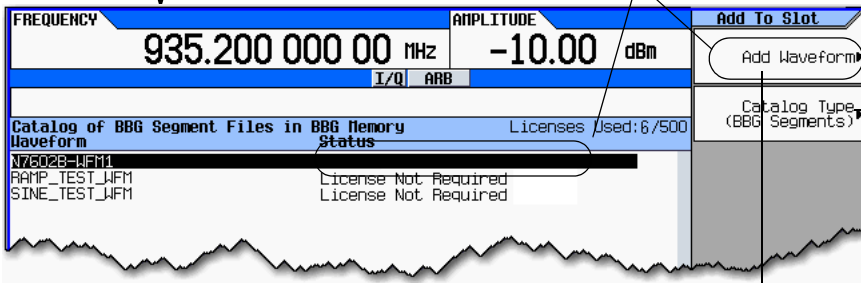 FREQUENCY AMPLITUDE Add To Slot
935.200 000 00 MHz -10.00 dBm
Add Waveform
I/Q ARB
Catalog Type
(BBG Segments)
Catalog of BBG Segment Files in BBG Memory Licenses Used:6/500
Waveform Status
N7602B-WFM1
RAMP_TEST_WFM License Not Required
SINE_TEST_WFM License Not Required